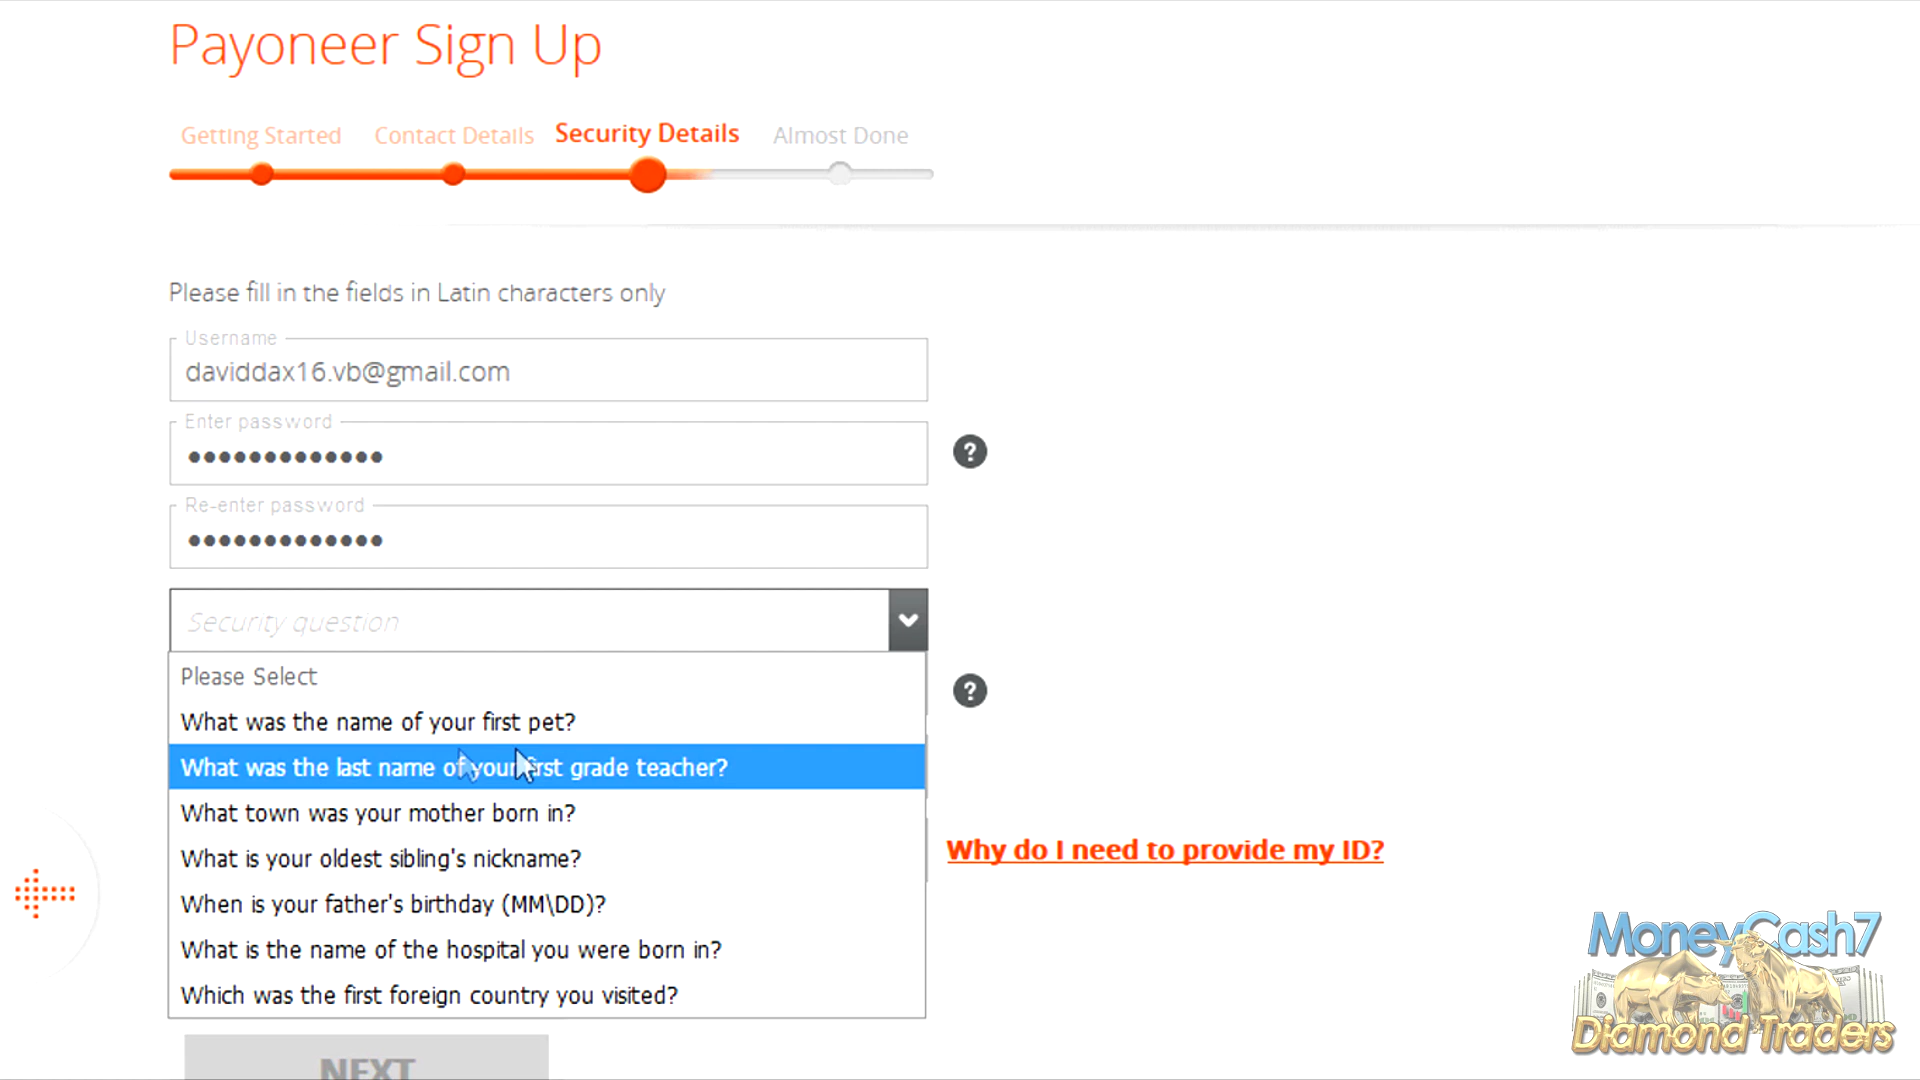 Payoneer Sign Up
Getting Started Contact Details Security Details Almost Done
Please fill in the fields in Latin characters only
Username
daviddax16.vb@gmail.com
Enter password
?
Re-enter password
Security question
Please Select
?
What was the name of your first pet?
What was the last name of your first grade teacher?
What town was your mother born in?
Why do I need to provide my ID?
What is your oldest sibling's nickname?
When is your father's birthday (MM\DD)?
What is the name of the hospital you were born in?
Which was the first foreign country you visited?
NEXT
MoneyCash7
Diamond Traders